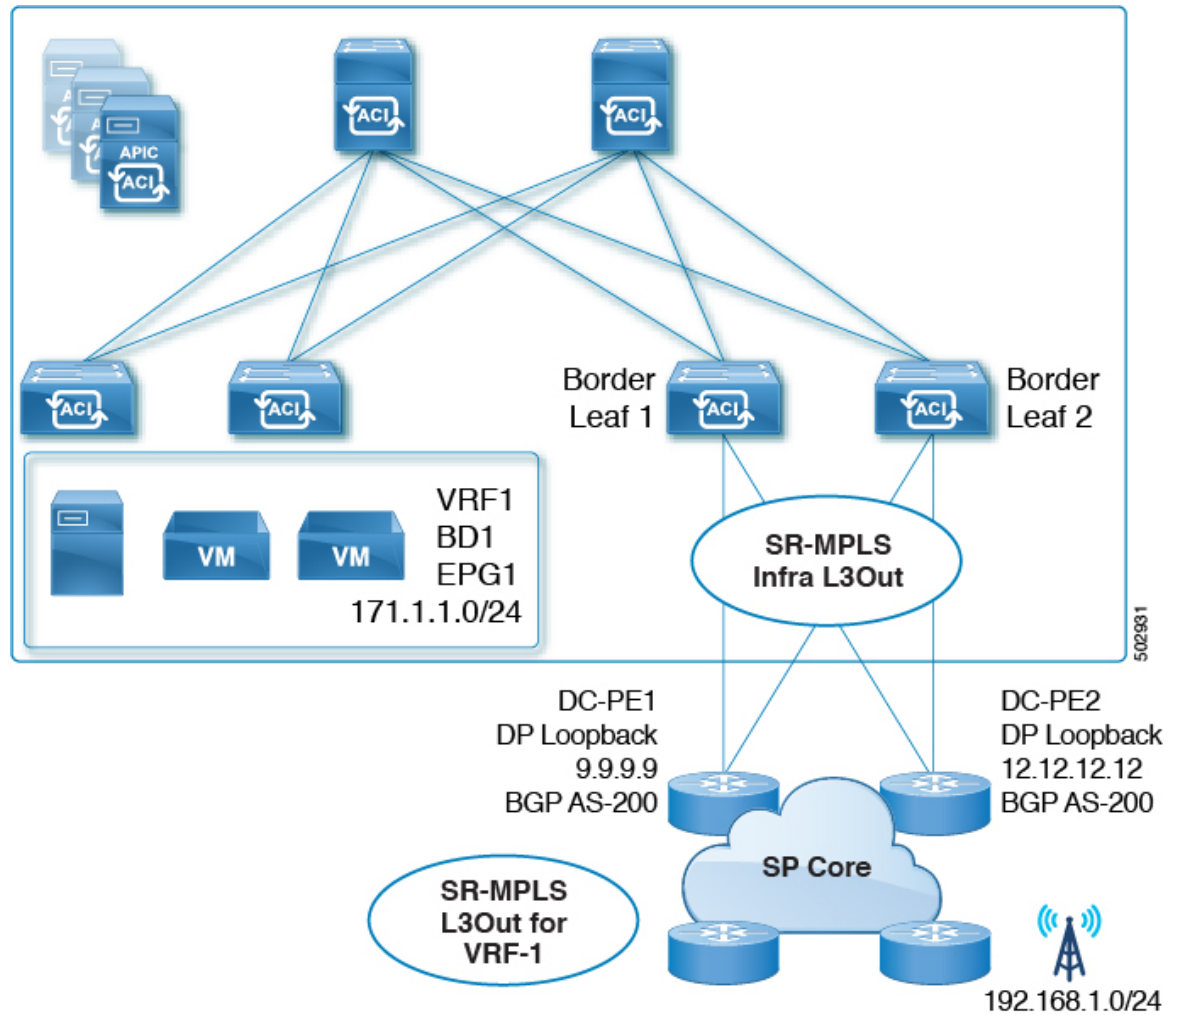 ACI
ACI
A
A
APIC
ACI
ACI
ACI
Border
Leaf 1
ACI
ACI
Border
Leaf 2
VM
VM
VRF1
BD1
EPG1
171.1.1.0/24
SR-MPLS
Infra L3Out
502931
DC-PE1
DP Loopback
9.9.9.9
BGP AS-200
DC-PE2
DP Loopback
12.12.12.12
BGP AS-200
SP Core
SR-MPLS
L3Out for
VRF-1
192.168.1.0/24